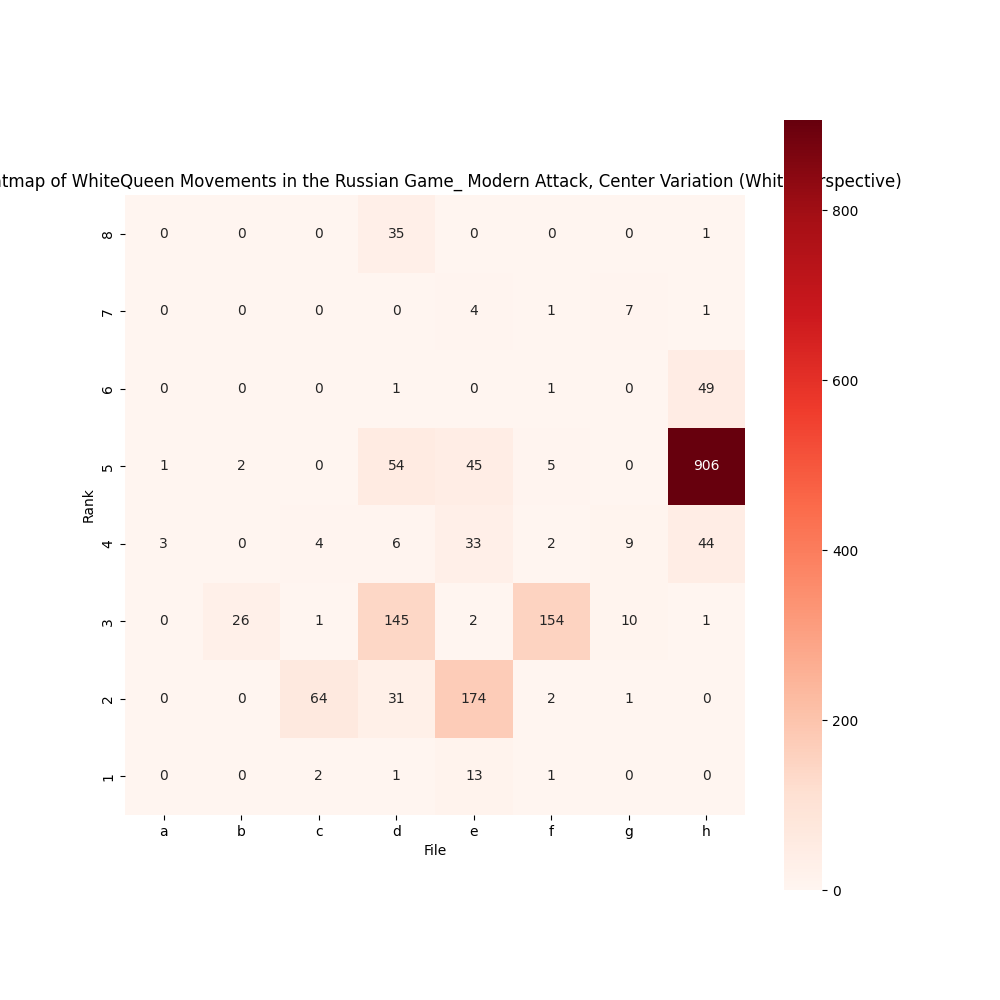 tmap of WhiteQueen Movements in the Russian Game_ Modern Attack, Center Variation (Whit rspective)
8 0 0 0 35 0 0 0 1
7 0 0 0 0 4 1 7 1
6 0 0 0 1 0 1 0 49
5 1 2 0 54 45 5 0 906
4 3 0 4 6 33 2 9 44
3 0 26 1 145 2 154 10 1
2 0 0 64 31 174 2 1 0
1 0 0 2 1 13 1 0 0
a b c d e f g h
File
Rank
800
600
400
200
0